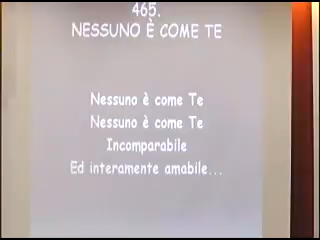 465.
NESSUNO È COME TE
Nessuno è come Te
Nessuno è come Te
Incomparabile
Ed interamente amabile...